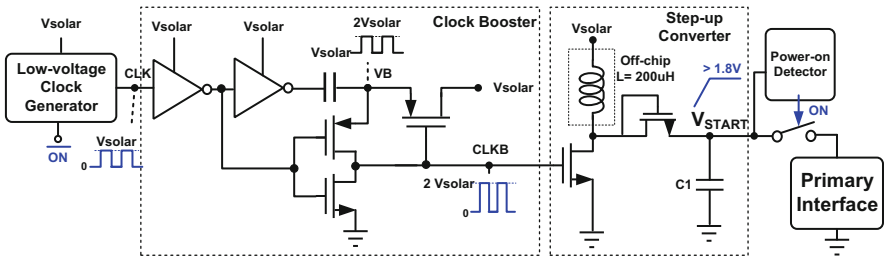 Vsolar
Low-voltage
Clock
Generator
ON
CLK
Vsolar
0
Vsolar
Vsolar
2Vsolar
Vsolar
VB
Clock Booster
Vsolar
CLKB
2 Vsolar
0
Step-up
Converter
Vsolar
Off-chip
L= 200uH
> 1.8V
VSTART
C1
Power-on
Detector
ON
Primary
Interface